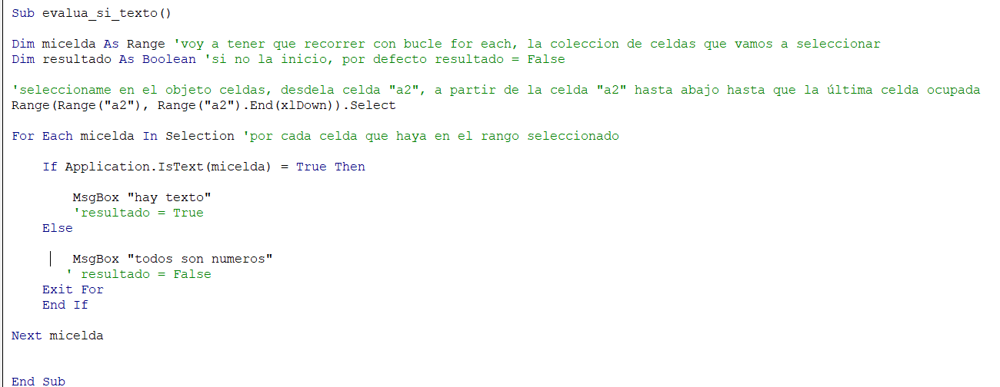 Sub evalua_si_texto()
Dim micelda As Range 'voy a tener que recorrer con bucle for each, la coleccion de celdas que vamos a seleccionar
Dim resultado As Boolean 'si no la inicio, por defecto resultado = False
'seleccioname en el objeto celdas, desdela celda "a2", a partir de la celda "a2" hasta abajo hasta que la última celda ocupada
Range(Range("a2"), Range("a2").End(xlDown)).Select
For Each micelda In Selection 'por cada celda que haya en el rango seleccionado
If Application.IsText(micelda) = True Then
MsgBox "hay texto"
'resultado = True
Else
MsgBox "todos son numeros"
' resultado = False
Exit For
End If
Next micelda
End Sub